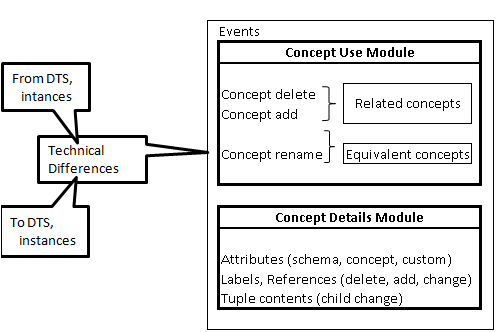 Events
Concept Use Module
From DTS,
intances
Concept delete
Concept add
Related concepts
Technical
Differences
Concept rename
Equivalent concepts
To DTS,
instances
Concept Details Module
Attributes (schema, concept, custom)
Labels, References (delete, add, change)
Tuple contents (child change)